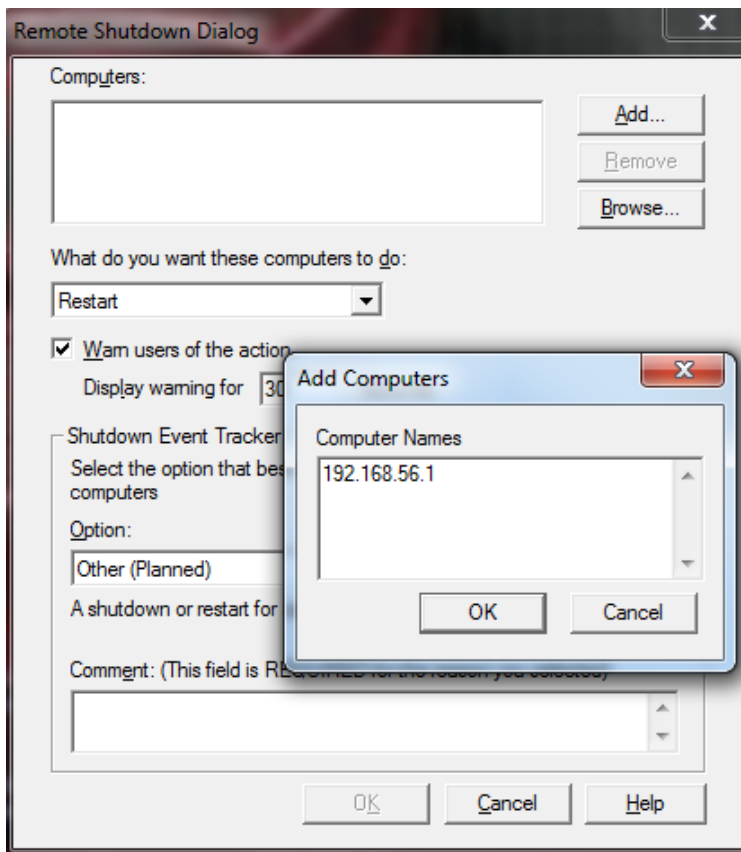 Remote Shutdown Dialog
Computers:
Add...
Remove
Browse...
What do you want these computers to do:
Restart
Warn users of the action
Display warning for 30
Add Computers
Computer Names
192.168.56.1
OK
Cancel
Shutdown Event Tracker
Select the option that bes
computers
Option:
Other (Planned)
A shutdown or restart for
Comment: (This field is REQUIRED for the reason you selected)
OK
Cancel
Help